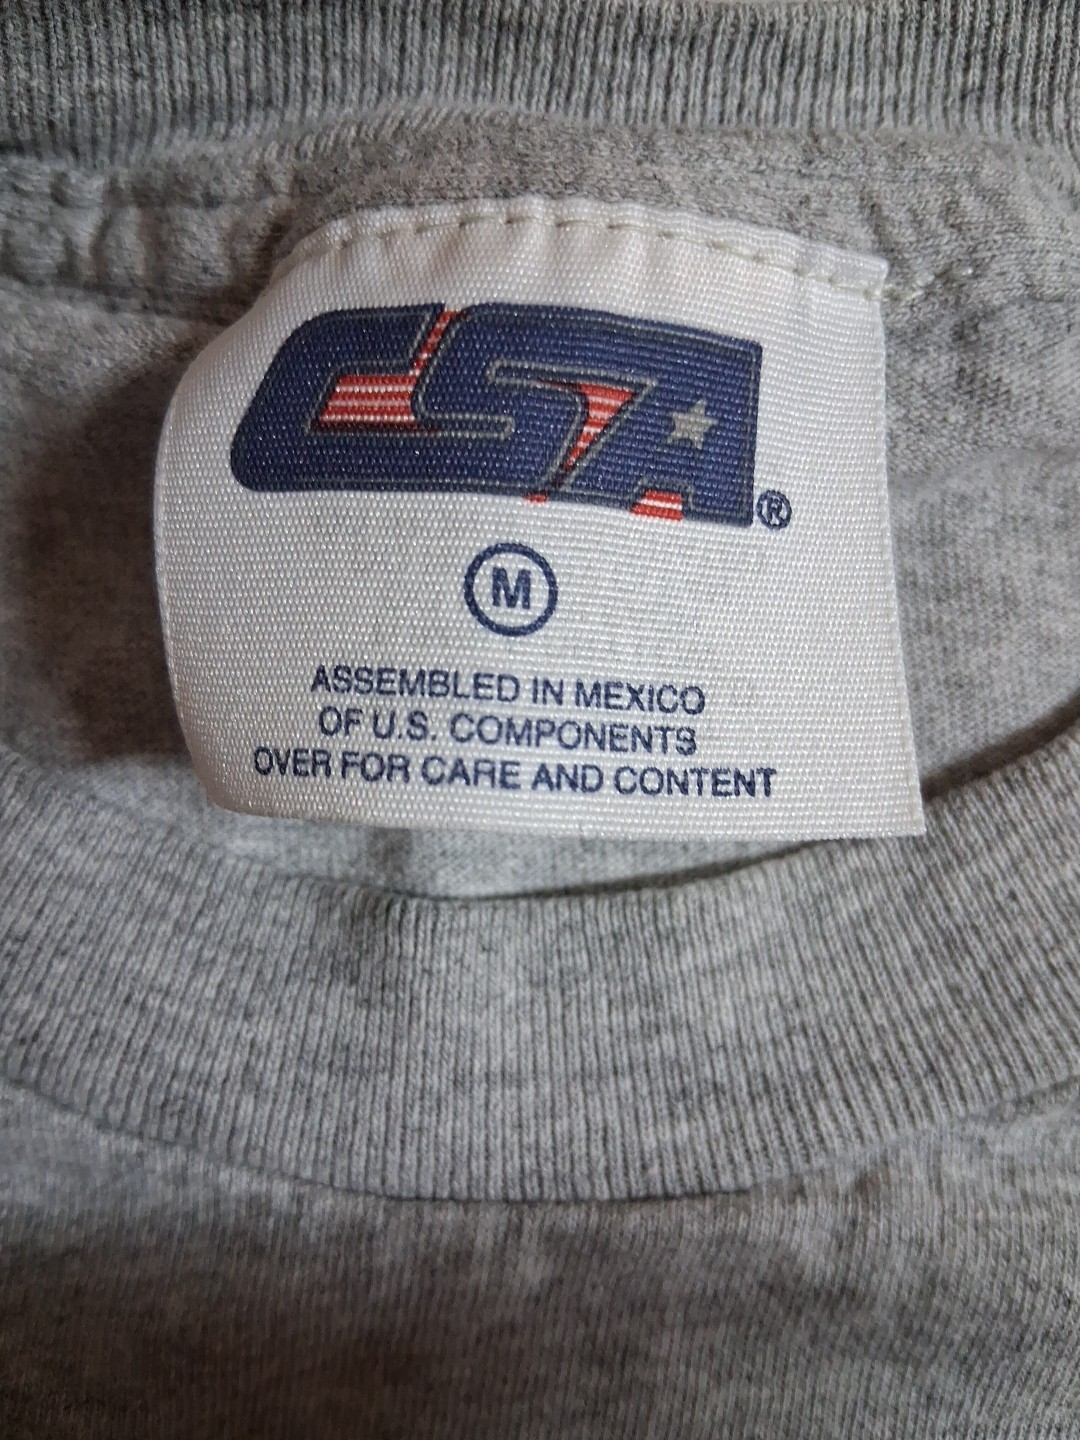 CSA®
M
ASSEMBLED IN MEXICO
OF U.S. COMPONENTS
OVER FOR CARE AND CONTENT